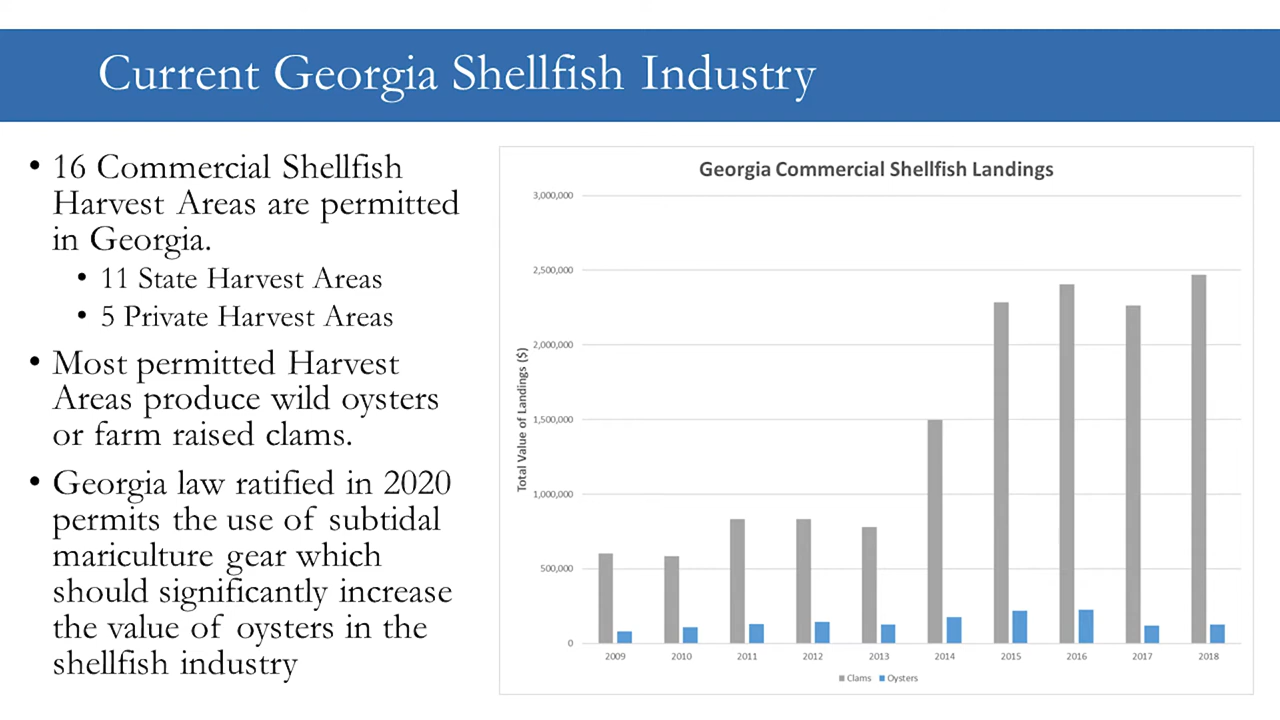 Current Georgia Shellfish Industry
• 16 Commercial Shellfish
Harvest Areas are permitted
in Georgia.
• 11 State Harvest Areas
• 5 Private Harvest Areas
• Most permitted Harvest
Areas produce wild oysters
or farm raised clams.
• Georgia law ratified in 2020
permits the use of subtidal
mariculture gear which
should significantly increase
the value of oysters in the
shellfish industry
Georgia Commercial Shellfish Landings
Total Value of Landings ($)
3,000,000
2,500,000
2,000,000
1,500,000
1,000,000
500,000
0
2009 2010 2011 2012 2013 2014 2015 2016 2017 2018
Clams Oysters